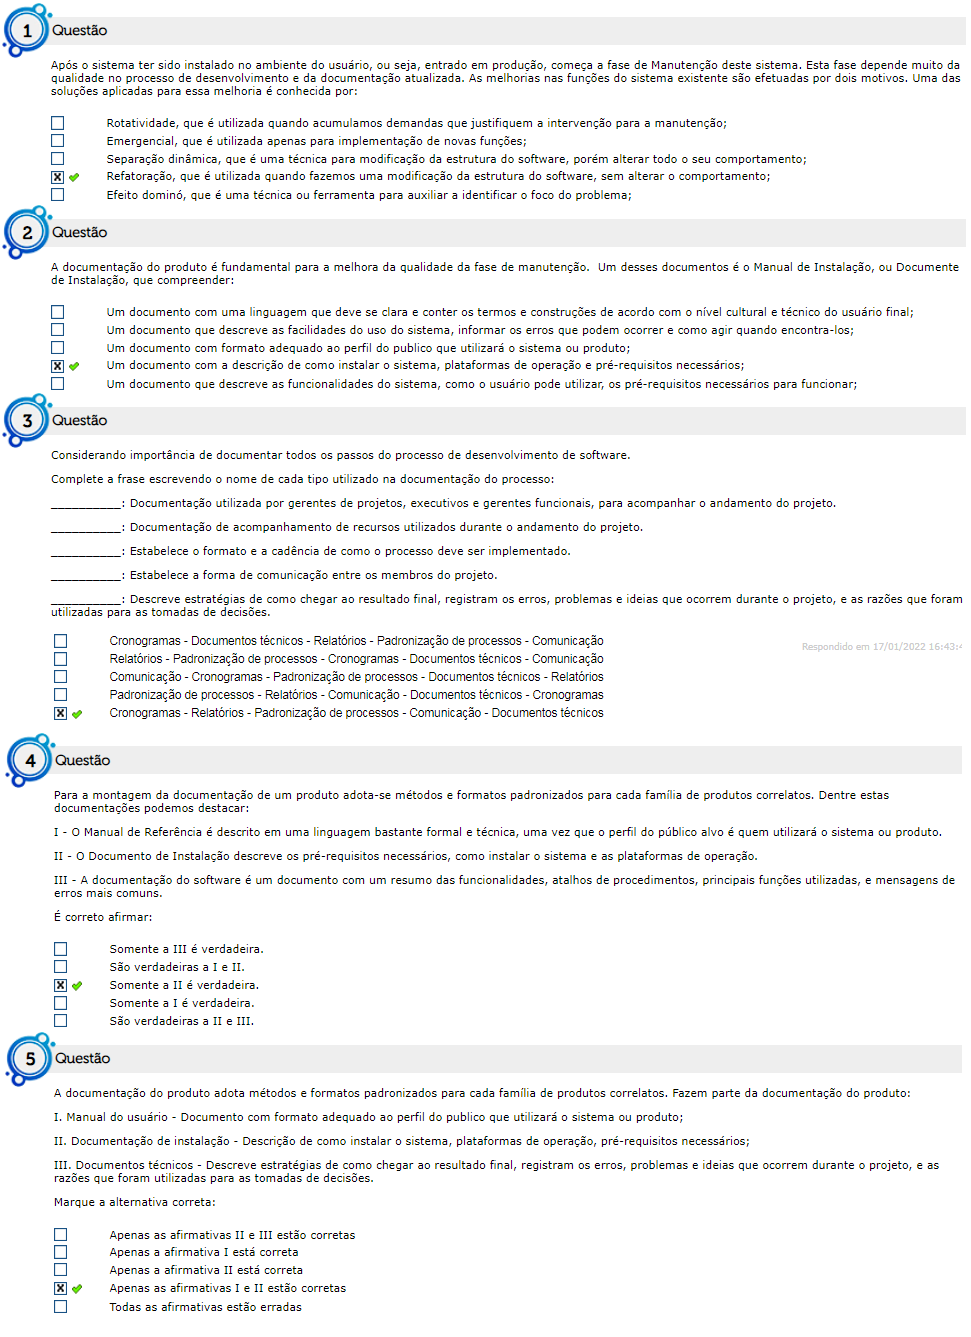 1 Questão
Após o sistema ter sido instalado no ambiente do usuário, ou seja, entrado em produção, começa a fase de Manutenção deste sistema. Esta fase depende muito da
qualidade no processo de desenvolvimento e da documentação atualizada. As melhorias nas funções do sistema existente são efetuadas por dois motivos. Uma das
soluções aplicadas para essa melhoria é conhecida por:
Rotatividade, que é utilizada quando acumulamos demandas que justifiquem a intervenção para a manutenção;
Emergencial, que é utilizada apenas para implementação de novas funções;
Separação dinâmica, que é uma técnica para modificação da estrutura do software, porém alterar todo o seu comportamento;
X Refatoração, que é utilizada quando fazemos uma modificação da estrutura do software, sem alterar o comportamento;
Efeito dominó, que é uma técnica ou ferramenta para auxiliar a identificar o foco do problema;
2 Questão
A documentação do produto é fundamental para a melhora da qualidade da fase de manutenção. Um desses documentos é o Manual de Instalação, ou Documente
de Instalação, que compreender:
Um documento com uma linguagem que deve se clara e conter os termos e construções de acordo com o nível cultural e técnico do usuário final;
Um documento que descreve as facilidades do uso do sistema, informar os erros que podem ocorrer e como agir quando encontra-los;
Um documento com formato adequado ao perfil do publico que utilizará o sistema ou produto;
X Um documento com a descrição de como instalar o sistema, plataformas de operação e pré-requisitos necessários;
Um documento que descreve as funcionalidades do sistema, como o usuário pode utilizar, os pré-requisitos necessários para funcionar;
3 Questão
Considerando importância de documentar todos os passos do processo de desenvolvimento de software.
Complete a frase escrevendo o nome de cada tipo utilizado na documentação do processo:
__________: Documentação utilizada por gerentes de projetos, executivos e gerentes funcionais, para acompanhar o andamento do projeto.
__________: Documentação de acompanhamento de recursos utilizados durante o andamento do projeto.
__________: Estabelece o formato e a cadência de como o processo deve ser implementado.
__________: Estabelece a forma de comunicação entre os membros do projeto.
__________: Descreve estratégias de como chegar ao resultado final, registram os erros, problemas e ideias que ocorrem durante o projeto, e as razões que foram
utilizadas para as tomadas de decisões.
Cronogramas - Documentos técnicos - Relatórios - Padronização de processos - Comunicação
Respondido em 17/01/2022 16:43:
Relatórios - Padronização de processos - Cronogramas - Documentos técnicos - Comunicação
Comunicação - Cronogramas - Padronização de processos - Documentos técnicos - Relatórios
Padronização de processos - Relatórios - Comunicação - Documentos técnicos - Cronogramas
X Cronogramas - Relatórios - Padronização de processos - Comunicação - Documentos técnicos
4 Questão
Para a montagem da documentação de um produto adota-se métodos e formatos padronizados para cada família de produtos correlatos. Dentre estas
documentações podemos destacar:
I - O Manual de Referência é descrito em uma linguagem bastante formal e técnica, uma vez que o perfil do público alvo é quem utilizará o sistema ou produto.
II - O Documento de Instalação descreve os pré-requisitos necessários, como instalar o sistema e as plataformas de operação.
III - A documentação do software é um documento com um resumo das funcionalidades, atalhos de procedimentos, principais funções utilizadas, e mensagens de
erros mais comuns.
É correto afirmar:
Somente a III é verdadeira.
São verdadeiras a I e II.
X Somente a II é verdadeira.
Somente a I é verdadeira.
São verdadeiras a II e III.
5 Questão
A documentação do produto adota métodos e formatos padronizados para cada família de produtos correlatos. Fazem parte da documentação do produto:
I. Manual do usuário - Documento com formato adequado ao perfil do publico que utilizará o sistema ou produto;
II. Documentação de instalação - Descrição de como instalar o sistema, plataformas de operação, pré-requisitos necessários;
III. Documentos técnicos - Descreve estratégias de como chegar ao resultado final, registram os erros, problemas e ideias que ocorrem durante o projeto, e as
razões que foram utilizadas para as tomadas de decisões.
Marque a alternativa correta:
Apenas as afirmativas II e III estão corretas
Apenas a afirmativa I está correta
Apenas a afirmativa II está correta
X Apenas as afirmativas I e II estão corretas
Todas as afirmativas estão erradas